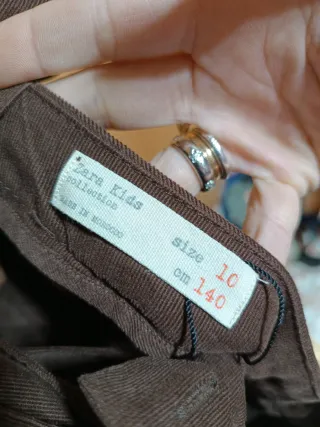 Zara Kids
collection
MADE IN MOROCCO
size 10
cm 140